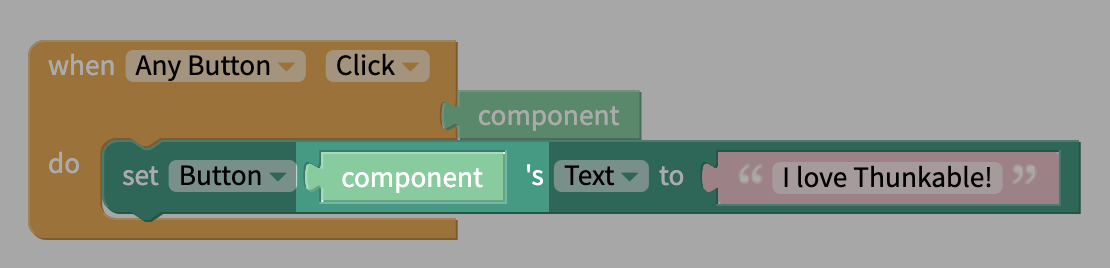 when Any Button Click
component
do
set Button component 's Text to “ I love Thunkable! ”